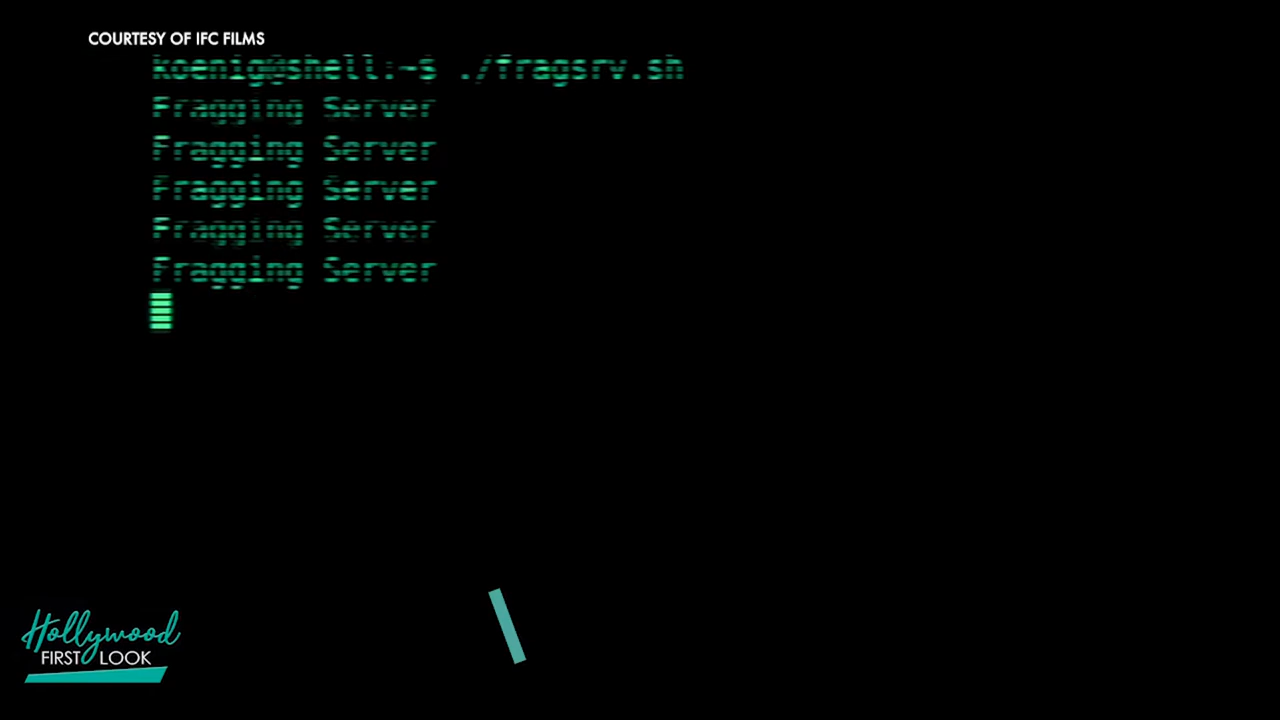 COURTESY OF IFC FILMS
koenig@shell:~$ ./fragsrv.sh
Fragging Server
Fragging Server
Fragging Server
Fragging Server
Fragging Server
Hollywood
FIRST LOOK